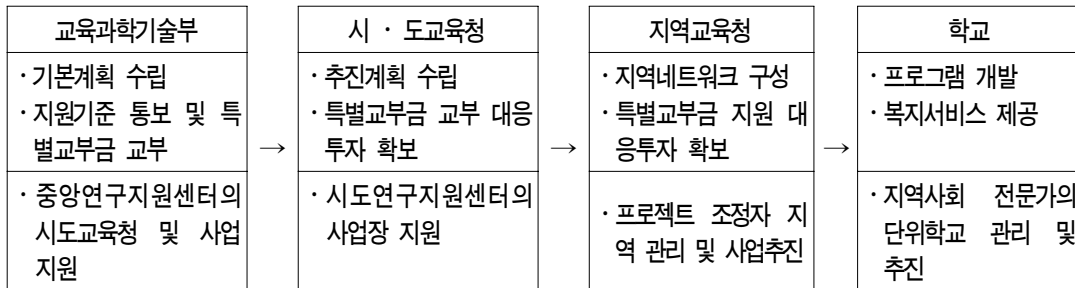 교육과학기술부
· 기본계획 수립
· 지원기준 통보 및 특
별교부금 교부
· 중앙연구지원센터의
시도교육청 및 사업
지원
→
시 · 도교육청
· 추진계획 수립
· 특별교부금 교부 대응
투자 확보
· 시도연구지원센터의
사업장 지원
→
지역교육청
· 지역네트워크 구성
· 특별교부금 지원 대
응투자 확보
· 프로젝트 조정자 지
역 관리 및 사업추진
→
학교
· 프로그램 개발
· 복지서비스 제공
· 지역사회 전문가의
단위학교 관리 및
추진